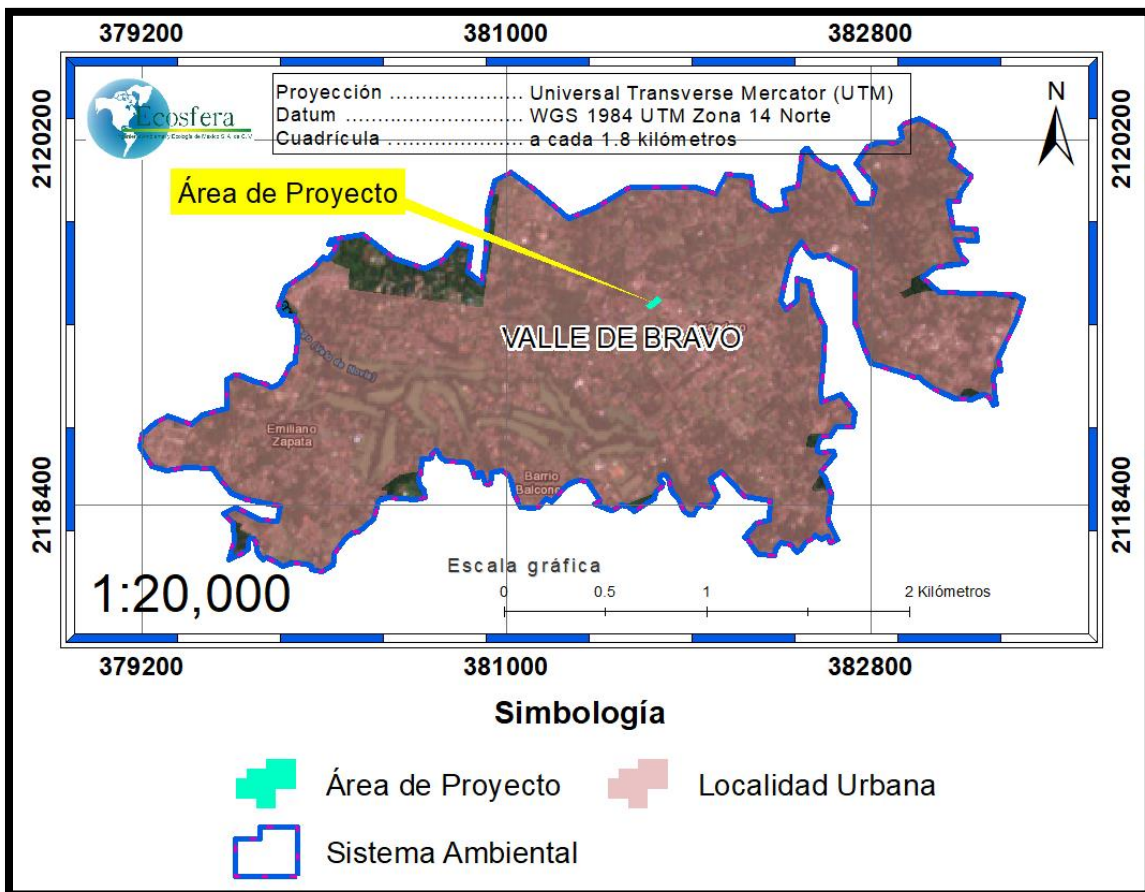 379200 381000 382800
2120200 2120200
Ecosfera
Proyección ....................... Universal Transverse Mercator (UTM)
Datum ............................. WGS 1984 UTM Zona 14 Norte
Cuadrícula ....................... a cada 1.8 kilómetros
N
Área de Proyecto
VALLE DE BRAVO
Emiliano
Zapata
Barrio
2118400 2118400
Escala gráfica
1:20,000
0 0.5 1 2 Kilómetros
379200 381000 382800
Simbología
Área de Proyecto
Localidad Urbana
Sistema Ambiental